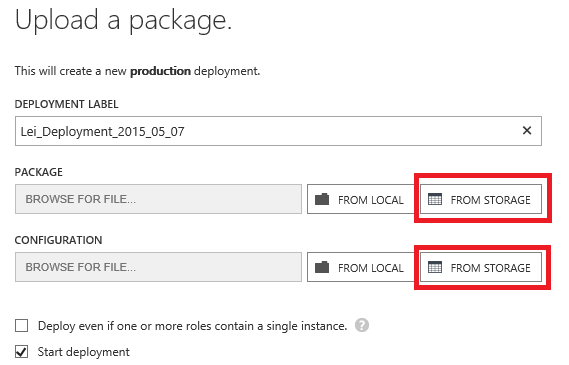 Upload a package.
This will create a new production deployment.
DEPLOYMENT LABEL
Lei_Deployment_2015_05_07 ×
PACKAGE
BROWSE FOR FILE... FROM LOCAL FROM STORAGE
CONFIGURATION
BROWSE FOR FILE... FROM LOCAL FROM STORAGE
Deploy even if one or more roles contain a single instance. ?
Start deployment